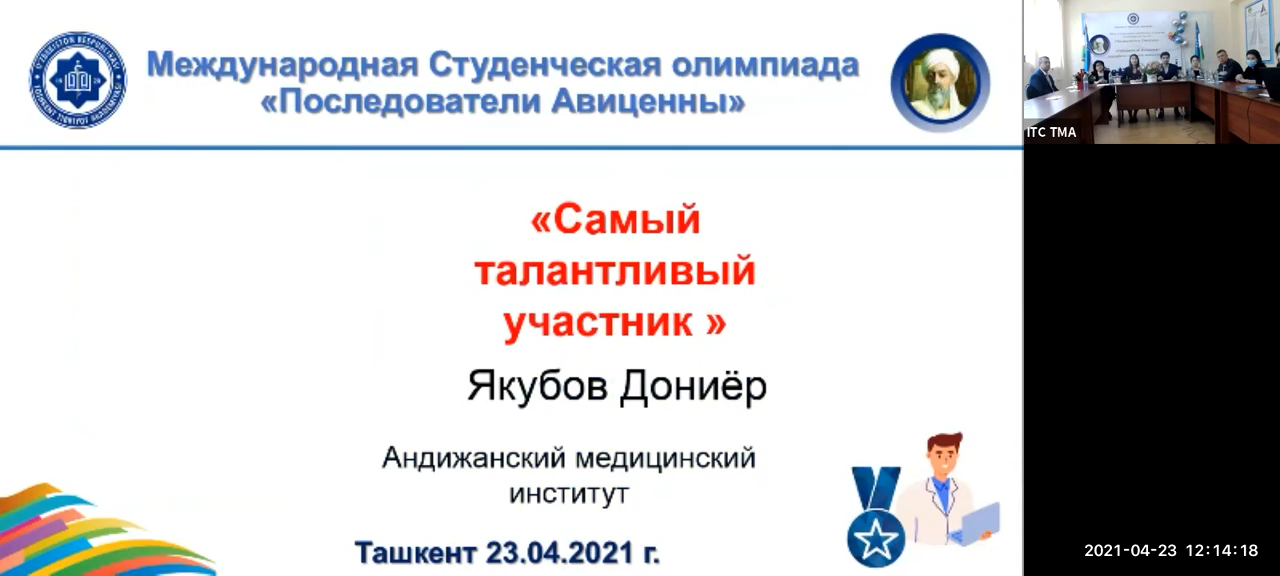 Международная Студенческая олимпиада
«Последователи Авиценны»
«Самый
талантливый
участник »
Якубов Дониёр
Андижанский медицинский
институт
Ташкент 23.04.2021 г.
ITC TMA
2021-04-23 12:14:18